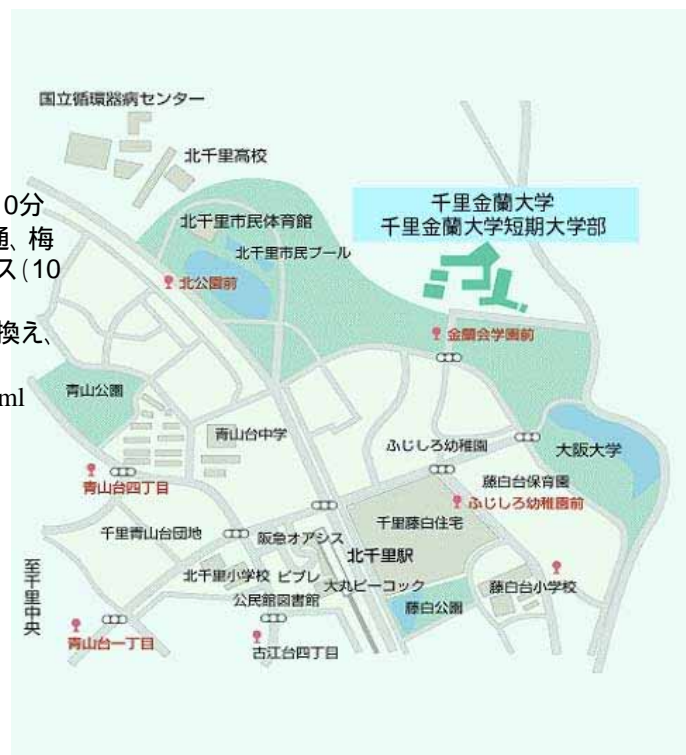 国立循環器病センター
北千里高校
0分
通、梅
ス(10
換え、
ml
千里金蘭大学
千里金蘭大学短期大学部
北千里市民体育館
北千里市民プール
北公園前
金蘭会学園前
青山公園
青山台中学
ふじしろ幼稚園
大阪大学
青山台四丁目
藤白台保育園
ふじしろ幼稚園前
千里青山台団地
阪急オアシス
千里藤白住宅
北千里駅
至千里中央
北千里小学校
ビブレ
大丸ピーコック
藤白台小学校
公民館図書館
藤白公園
青山台一丁目
古江台四丁目